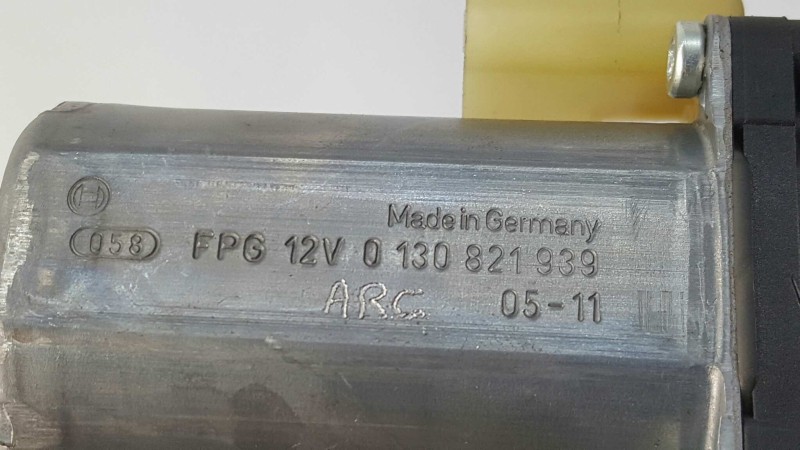 Made in Germany
058 FPG 12V 0 130 821 939
ARC 05-11